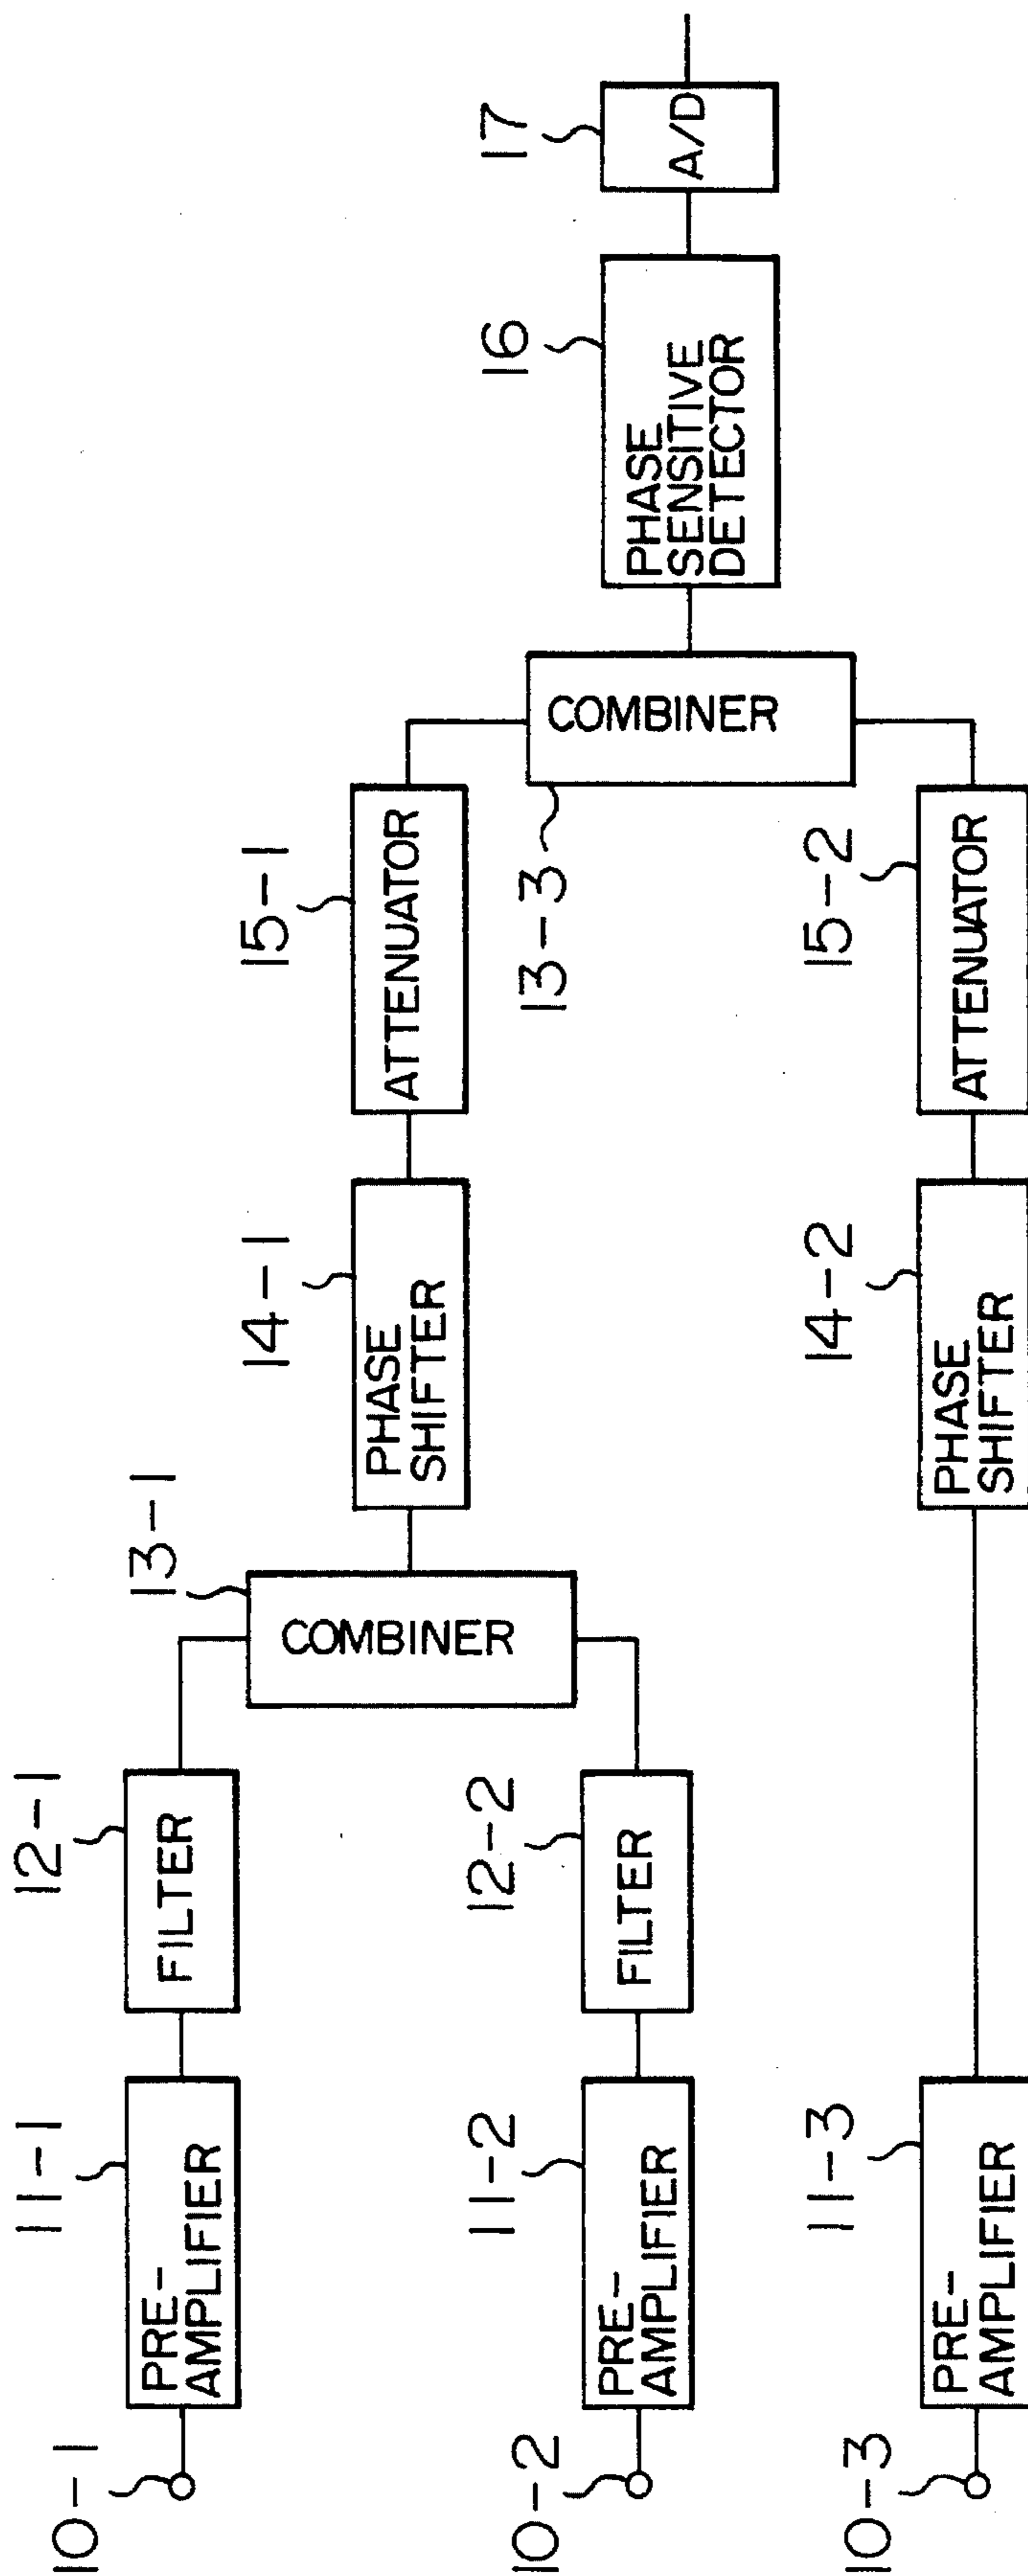 10-1
11-1
PRE-
AMPLIFIER
12-1
FILTER
13-1
COMBINER
14-1
PHASE
SHIFTER
15-1
ATTENUATOR
10-2
11-2
PRE-
AMPLIFIER
12-2
FILTER
13-3
COMBINER
16
PHASE
SENSITIVE
DETECTOR
17
A/D
10-3
11-3
PRE-
AMPLIFIER
14-2
PHASE
SHIFTER
15-2
ATTENUATOR